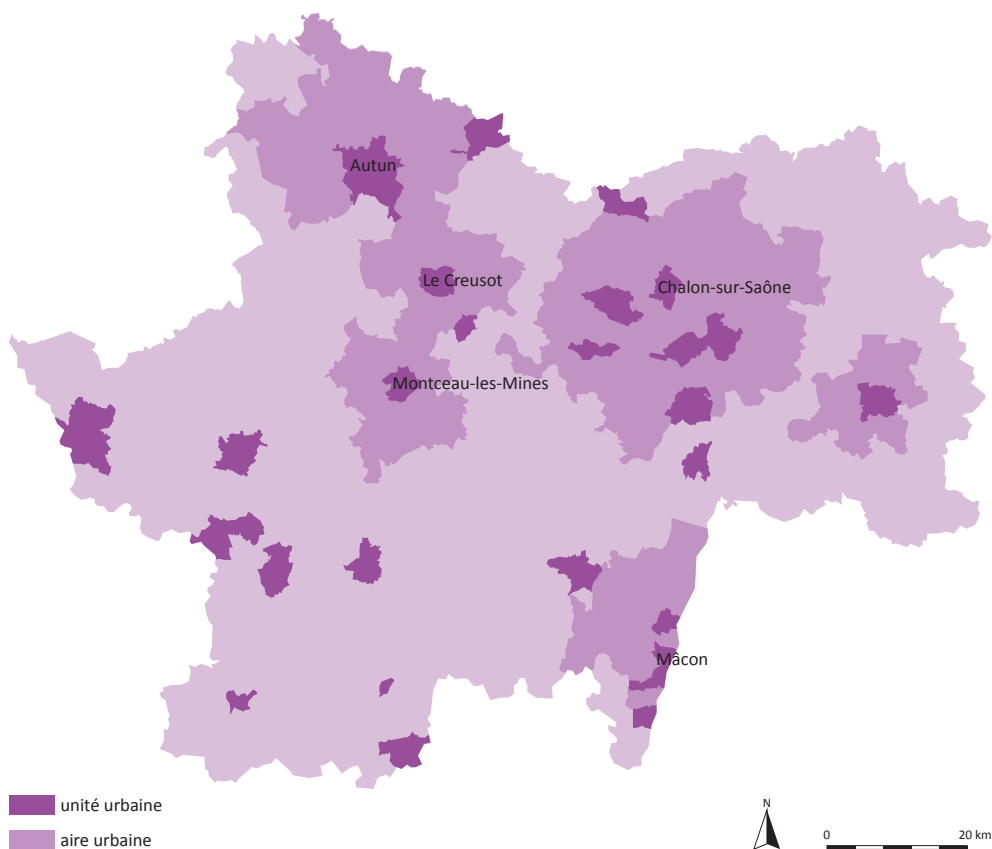 Autun
Le Creusot
Chalon-sur-Saône
Montceau-les-Mines
Mâcon
unité urbaine
aire urbaine
N
0 20 km